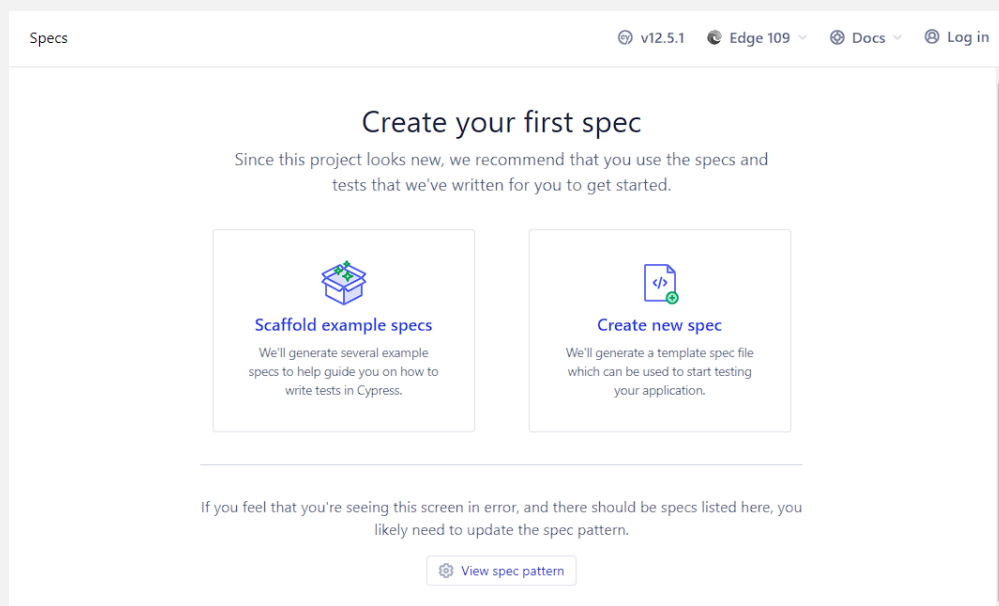 Specs
cy v12.5.1 Edge 109 Docs Log in
Create your first spec
Since this project looks new, we recommend that you use the specs and
tests that we've written for you to get started.
Scaffold example specs
We'll generate several example
specs to help guide you on how to
write tests in Cypress.
Create new spec
We'll generate a template spec file
which can be used to start testing
your application.
If you feel that you're seeing this screen in error, and there should be specs listed here, you
likely need to update the spec pattern.
View spec pattern